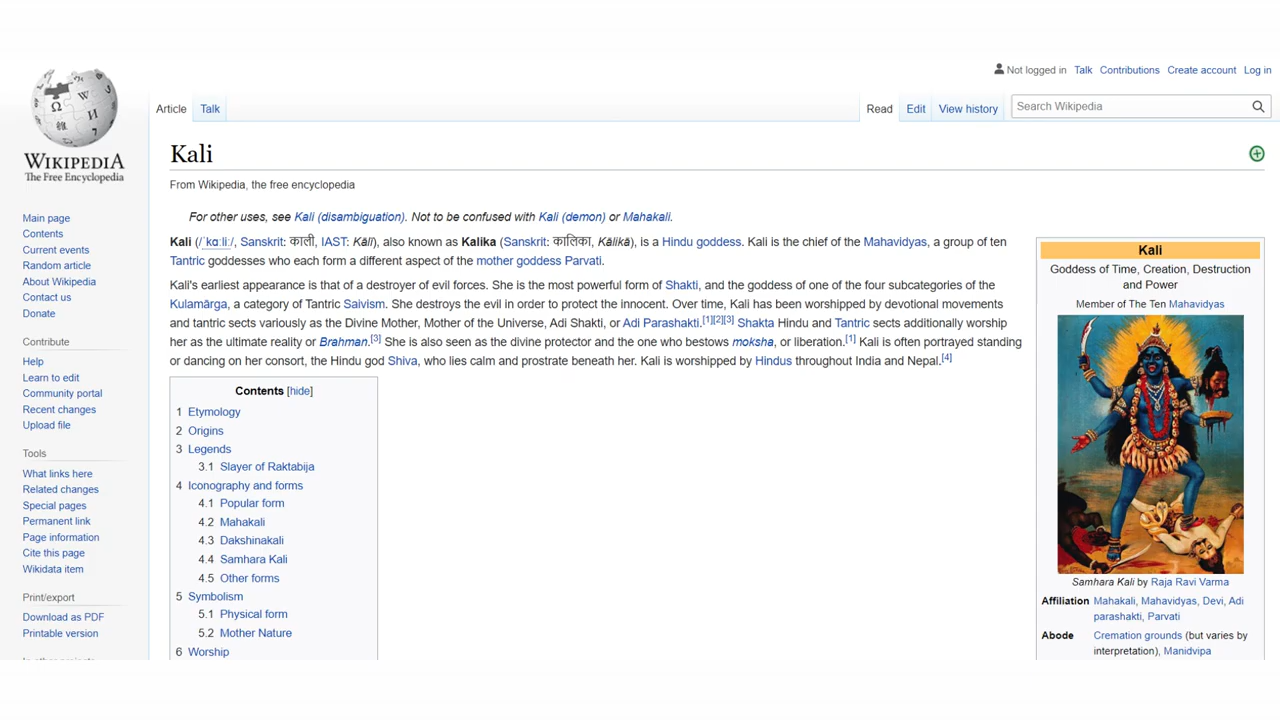 Not logged in Talk Contributions Create account Log in
Article Talk
Read Edit View history Search Wikipedia
WIKIPEDIA
The Free Encyclopedia
Main page
Contents
Current events
Random article
About Wikipedia
Contact us
Donate
Contribute
Help
Learn to edit
Community portal
Recent changes
Upload file
Tools
What links here
Related changes
Special pages
Permanent link
Page information
Cite this page
Wikidata item
Print/export
Download as PDF
Printable version
Kali
From Wikipedia, the free encyclopedia
For other uses, see Kali (disambiguation). Not to be confused with Kali (demon) or Mahakali.
Kali (/ˈkɑːliː/, Sanskrit: काली, IAST: Kālī), also known as Kalika (Sanskrit: कालिका, Kālikā), is a Hindu goddess. Kali is the chief of the Mahavidyas, a group of ten
Tantric goddesses who each form a different aspect of the mother goddess Parvati.
Kali's earliest appearance is that of a destroyer of evil forces. She is the most powerful form of Shakti, and the goddess of one of the four subcategories of the
Kulamārga, a category of Tantric Saivism. She destroys the evil in order to protect the innocent. Over time, Kali has been worshipped by devotional movements
and tantric sects variously as the Divine Mother, Mother of the Universe, Adi Shakti, or Adi Parashakti.[1][2][3] Shakta Hindu and Tantric sects additionally worship
her as the ultimate reality or Brahman.[3] She is also seen as the divine protector and the one who bestows moksha, or liberation.[1] Kali is often portrayed standing
or dancing on her consort, the Hindu god Shiva, who lies calm and prostrate beneath her. Kali is worshipped by Hindus throughout India and Nepal.[4]
Contents [hide]
1 Etymology
2 Origins
3 Legends
3.1 Slayer of Raktabija
4 Iconography and forms
4.1 Popular form
4.2 Mahakali
4.3 Dakshinakali
4.4 Samhara Kali
4.5 Other forms
5 Symbolism
5.1 Physical form
5.2 Mother Nature
6 Worship
Kali
Goddess of Time, Creation, Destruction
and Power
Member of The Ten Mahavidyas
Samhara Kali by Raja Ravi Varma
Affiliation Mahakali, Mahavidyas, Devi, Adi
parashakti, Parvati
Abode Cremation grounds (but varies by
interpretation), Manidvipa